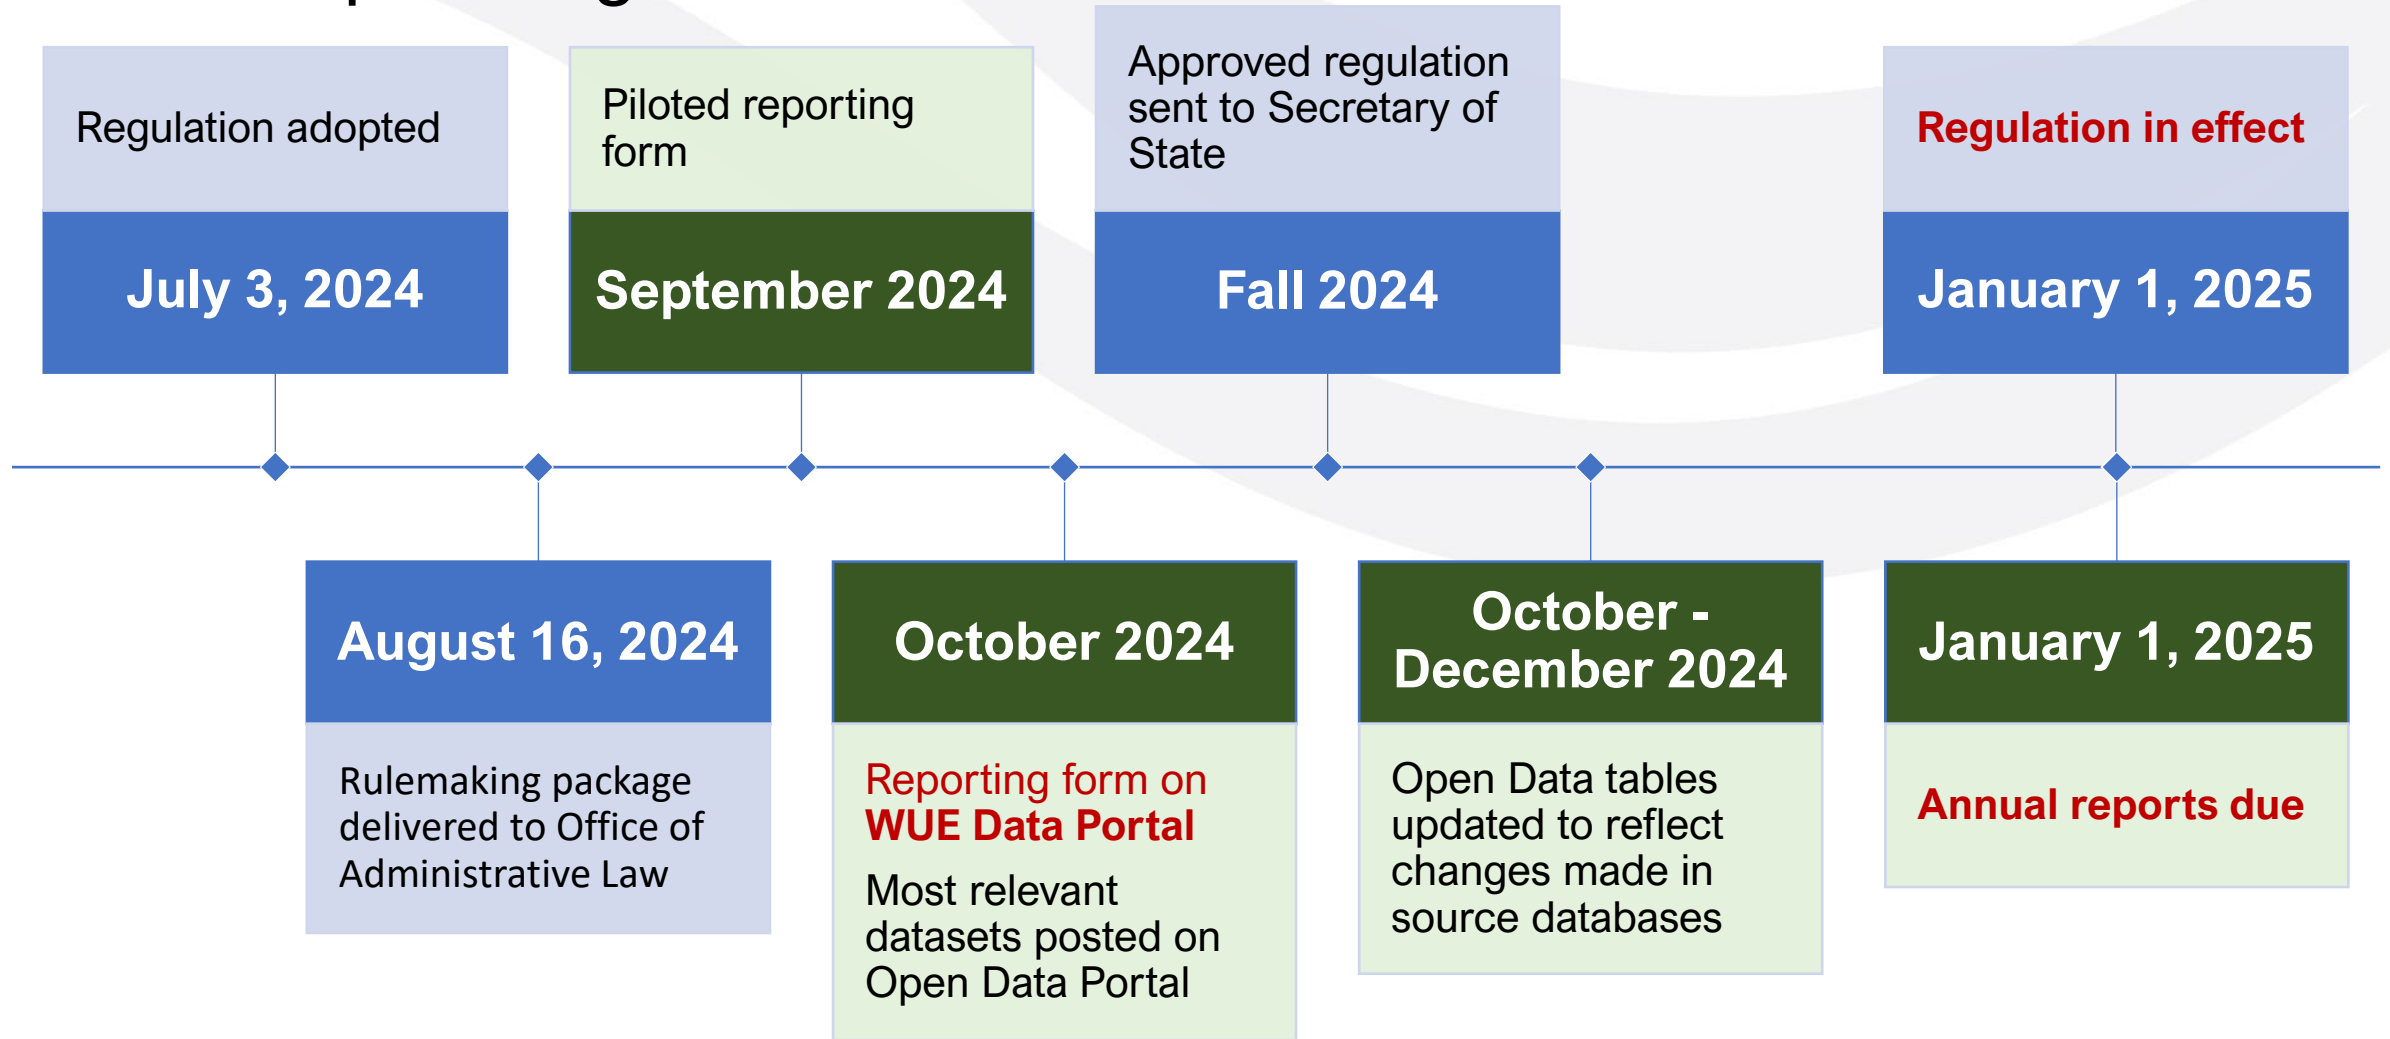 Regulation adopted
July 3, 2024
Piloted reporting
form
September 2024
Approved regulation
sent to Secretary of
State
Fall 2024
Regulation in effect
January 1, 2025
August 16, 2024
Rulemaking package
delivered to Office of
Administrative Law
October 2024
Reporting form on
WUE Data Portal
Most relevant
datasets posted on
Open Data Portal
October -
December 2024
Open Data tables
updated to reflect
changes made in
source databases
January 1, 2025
Annual reports due